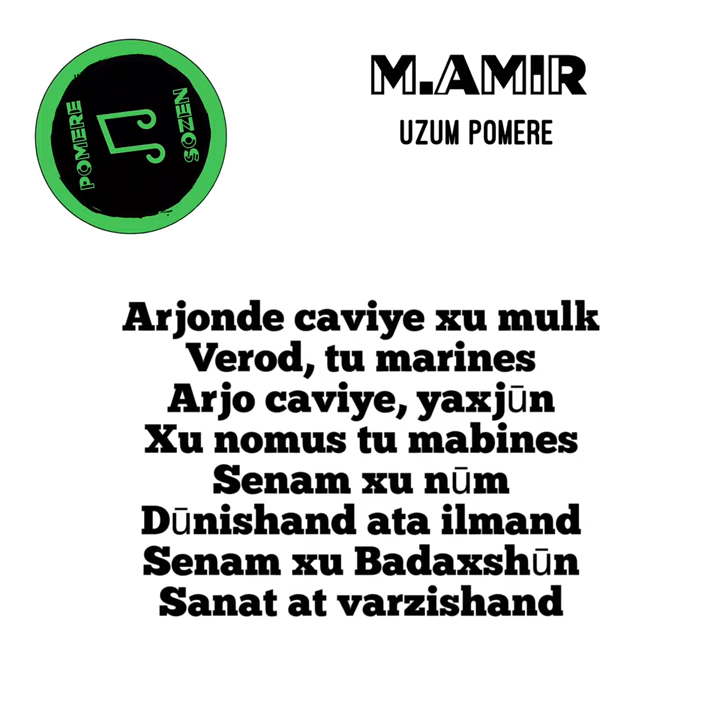 POMERE
SOZEN
M.AMIR
UZUM POMERE
Arjonde caviye xu mulk
Verod, tu marines
Arjo caviye, yaxjūn
Xu nomus tu mabines
Senam xu nūm
Dūnishand ata ilmand
Senam xu Badaxshūn
Sanat at varzishand